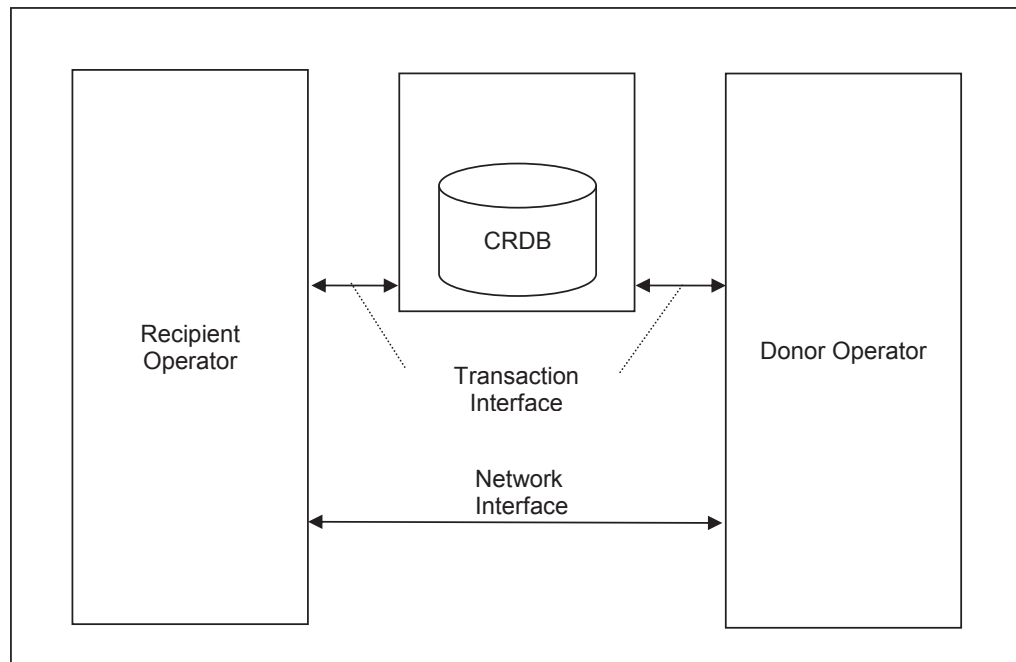 CRDB
Recipient
Operator
Donor Operator
Transaction
Interface
Network
Interface